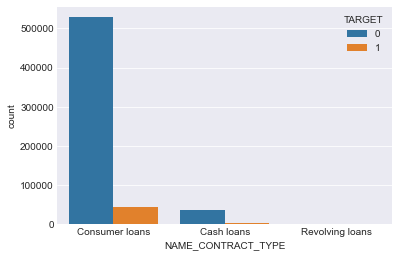 TARGET
0
1
500000
400000
300000
200000
100000
0
count
Consumer loans Cash loans Revolving loans
NAME_CONTRACT_TYPE